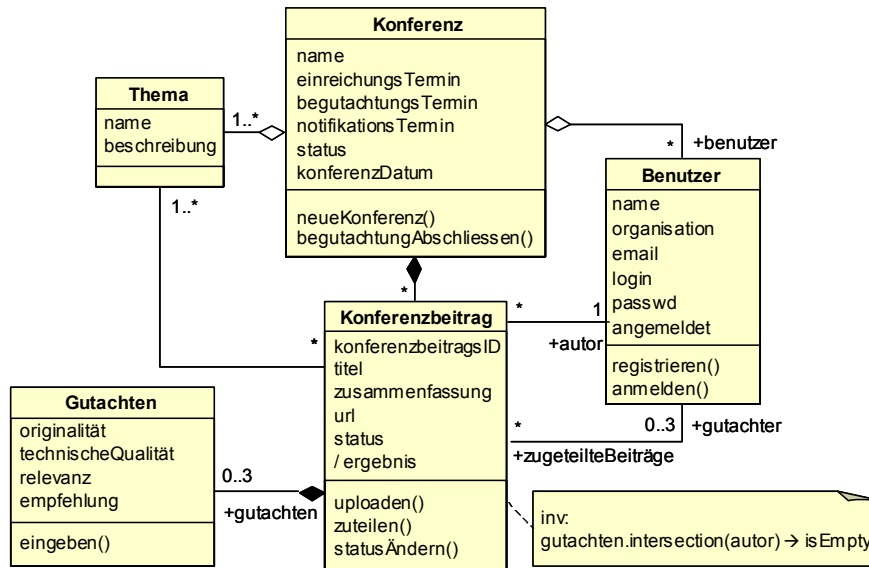 Konferenz
name
einreichungsTermin
begutachtungsTermin
notifikationsTermin
status
konferenzDatum
neueKonferenz()
begutachtungAbschliessen()
Thema
name
beschreibung
1..*
1..*
*
+benutzer
Benutzer
name
organisation
email
login
passwd
angemeldet
registrieren()
anmelden()
*
*
1
+autor
*
Konferenzbeitrag
konferenzbeitragsID
titel
zusammenfassung
url
status
/ ergebnis
uploaden()
zuteilen()
statusÄndern()
*
0..3
+gutachter
+zugeteilteBeiträge
Gutachten
originalität
technischeQualität
relevanz
empfehlung
eingeben()
0..3
+gutachten
inv:
gutachten.intersection(autor) → isEmpty